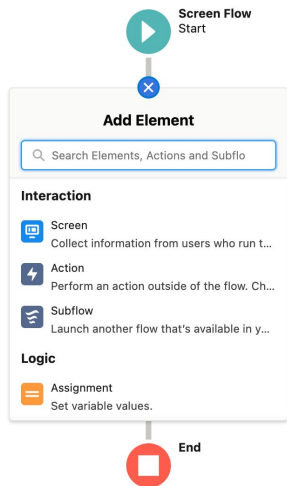 Screen Flow
Start
Add Element
Search Elements, Actions and Subflo
Interaction
Screen
Collect information from users who run t...
Action
Perform an action outside of the flow. Ch...
Subflow
Launch another flow that's available in y...
Logic
Assignment
Set variable values.
End